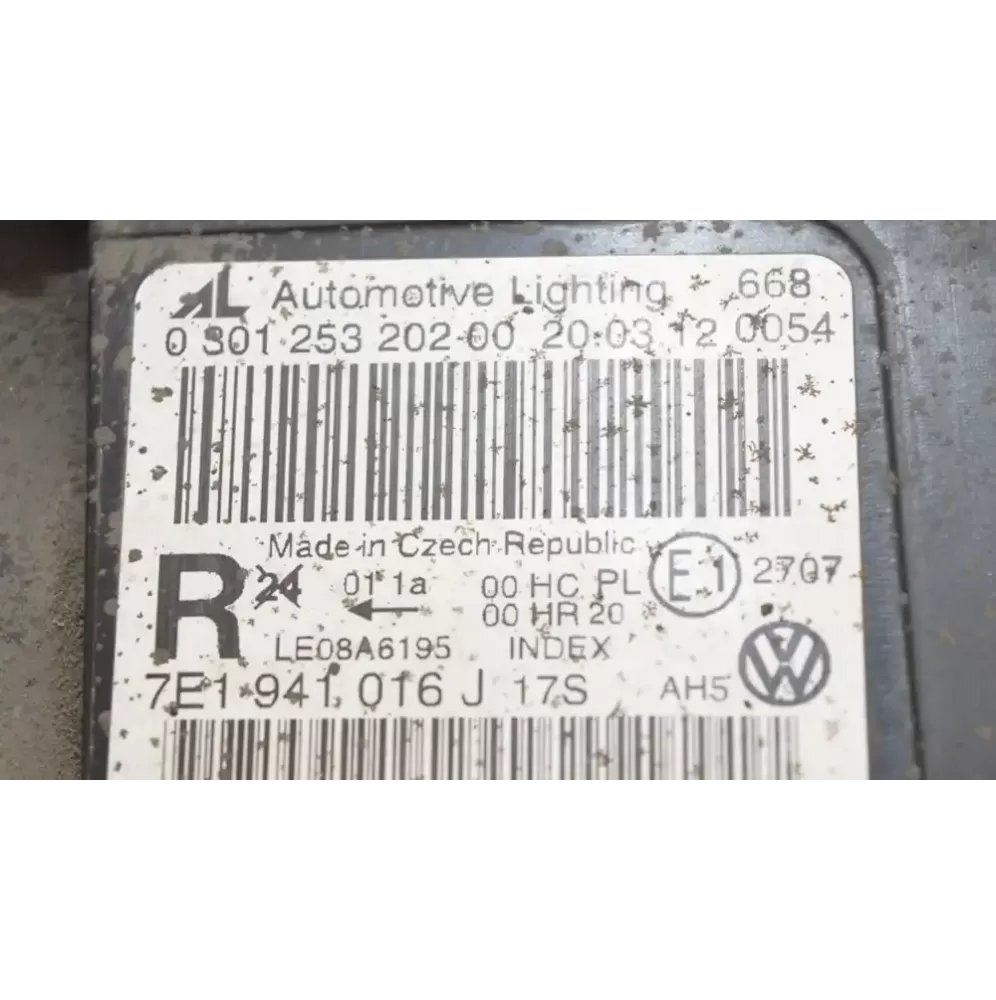 AL Automotive Lighting 668
0 301 253 202-00 20.03.12 0054
Made in Czech Republic
R 24 01 1a 00 HC PL E1 2707
00 HR 20
LE08A6195 INDEX
7E1 941 016 J 17S AH5 VW